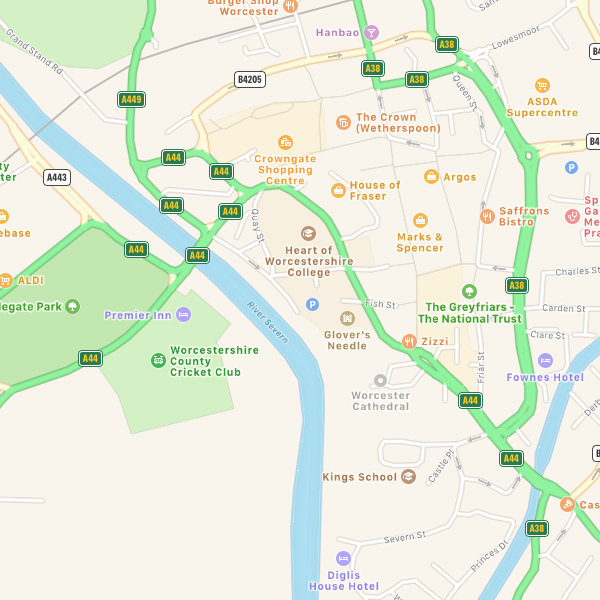 Burger Shop
Worcester
Hanbao
A38
Lowesmoor
Grand Stand Rd
A38
A38
B4205
Queen St
ASDA
Supercentre
A449
The Crown
(Wetherspoon)
A44
Crowngate
Shopping
Centre
A44
A443
House of
Fraser
Argos
A44
A44
Quay St
Saffrons
Bistro
Marks &
Spencer
Heart of
Worcestershire
College
A44
A44
ALDI
Charles St
A38
Fish St
The Greyfriars -
The National Trust
Carden St
Premier Inn
River Severn
Glover's
Needle
Zizzi
Clare St
A44
Worcestershire
County
Cricket Club
Friar St
Fownes Hotel
Worcester
Cathedral
A44
Castle Pl
A44
Kings School
A38
Severn St
Princes Dr
Diglis
House Hotel